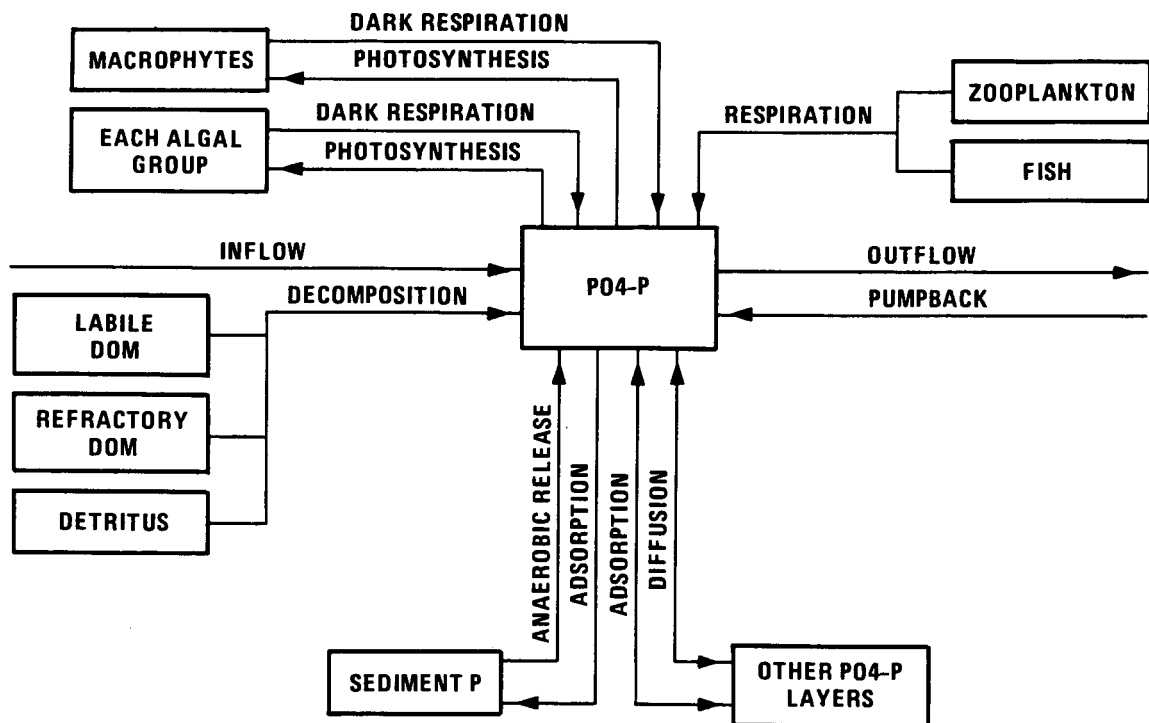 DARK RESPIRATION
MACROPHYTES
PHOTOSYNTHESIS
ZOOPLANKTON
DARK RESPIRATION
RESPIRATION
EACH ALGAL
GROUP
PHOTOSYNTHESIS
FISH
INFLOW
OUTFLOW
PO4-P
DECOMPOSITION
PUMPBACK
LABILE
DOM
REFRACTORY
DOM
DETRITUS
ANAEROBIC RELEASE
ADSORPTION
ADSORPTION
DIFFUSION
SEDIMENT P
OTHER PO4-P
LAYERS